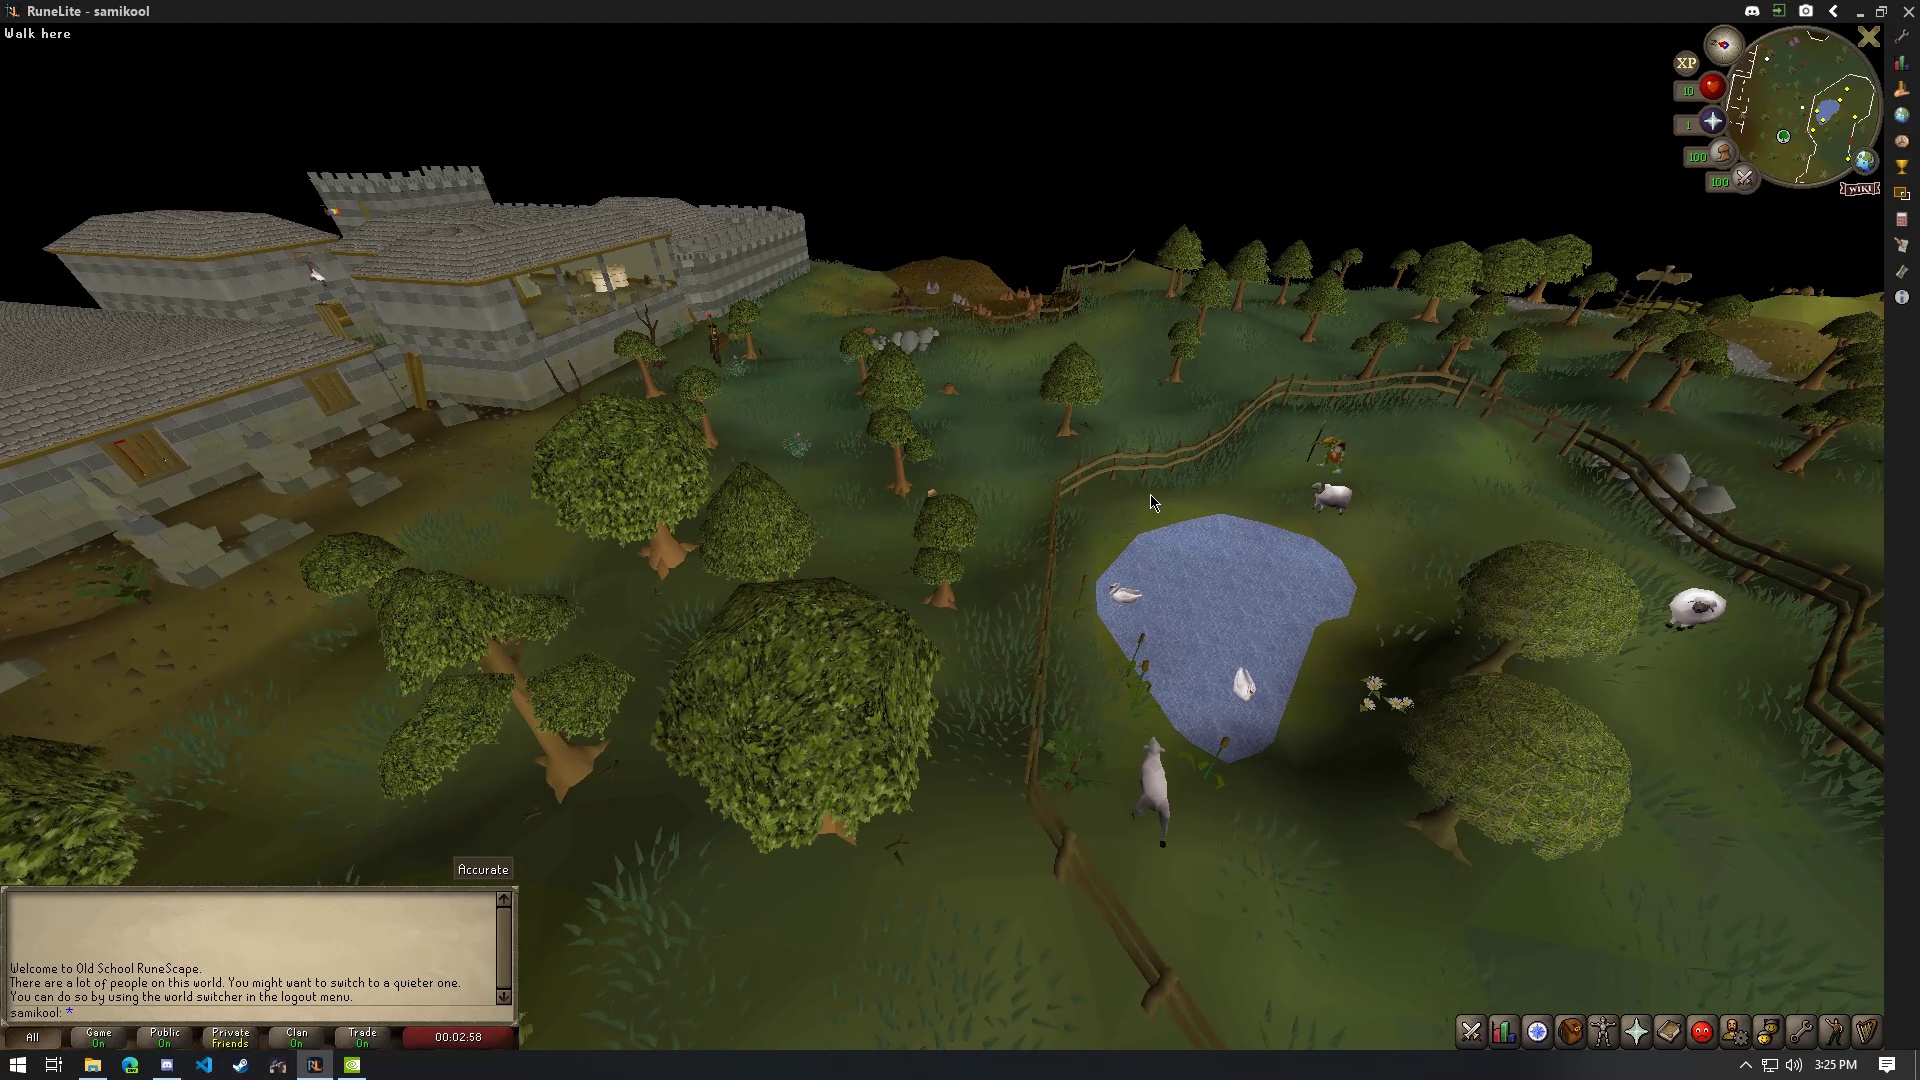 RuneLite - samikool
Walk here
XP
10
1
100
100
WIKI
Accurate
Welcome to Old School RuneScape.
There are a lot of people on this world. You might want to switch to a quieter one.
You can do so by using the world switcher in the logout menu.
samikool: *
All
Game
On
Public
On
Private
Friends
Clan
On
Trade
On
00:02:58
3:25 PM